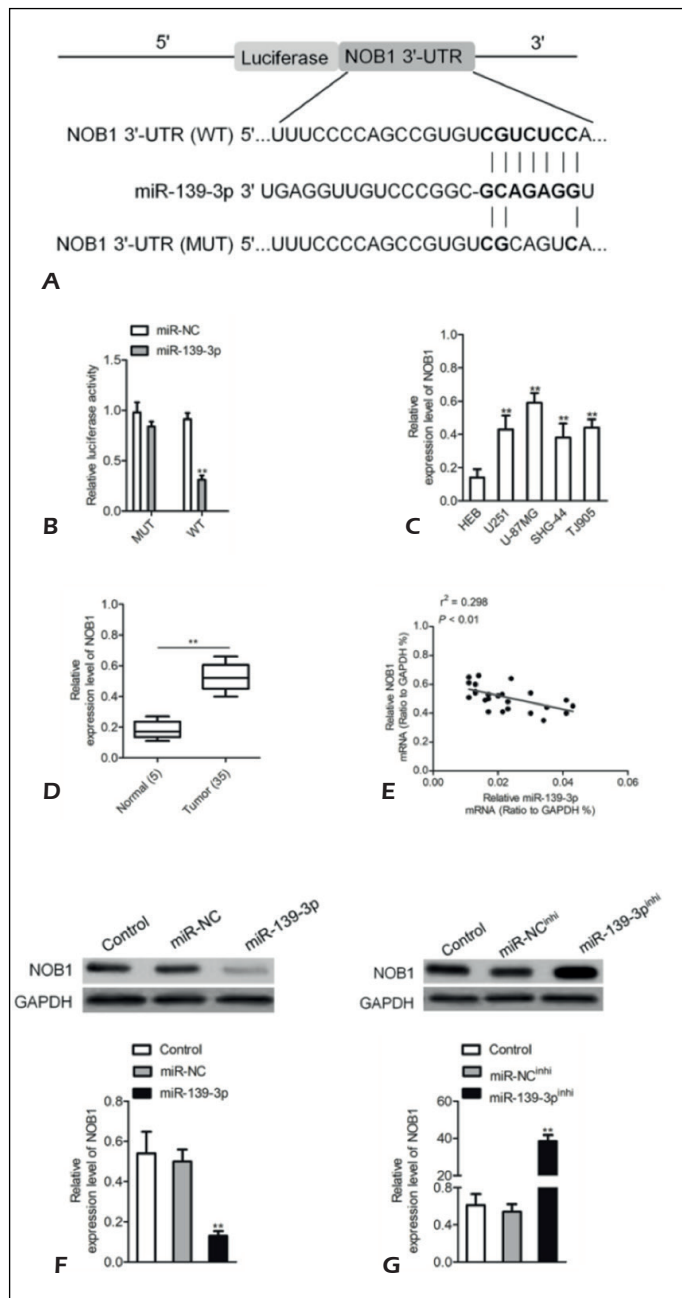 5' 3'
Luciferase NOB1 3'-UTR
NOB1 3'-UTR (WT) 5'...UUUCCCCAGCCGUGUCGUCUCCA...
miR-139-3p 3' UGAGGUUGUCCCGGC-GCAGAGGU
NOB1 3'-UTR (MUT) 5'...UUUCCCCAGCCGUGUCGCAGUCA...
A
miR-NC
miR-139-3p
Relative luciferase activity
1.5
1.0
0.5
0.0
**
MUT WT
B
Relative
expression level of NOB1
1.0
0.8
0.6
0.4
0.2
0.0
** ** ** **
HEB U251 U-87MG SHG-44 TJ905
C
Relative
expression level of NOB1
1.0
0.8
0.6
0.4
0.2
0.0
**
Normal (5) Tumor (35)
D
r² = 0.298
P < 0.01
Relative NOB1
mRNA (Ratio to GAPDH %)
1.0
0.8
0.6
0.4
0.2
0.0
0.00 0.02 0.04 0.06
Relative miR-139-3p
mRNA (Ratio to GAPDH %)
E
Control miR-NC miR-139-3p
NOB1
GAPDH
Control
miR-NC
miR-139-3p
Relative
expression level of NOB1
0.8
0.6
0.4
0.2
0.0
**
F
Control miR-NCinhi miR-139-3pinhi
NOB1
GAPDH
Control
miR-NCinhi
miR-139-3pinhi
Relative
expression level of NOB1
60
40
20
0.8
0.4
0.0
**
G